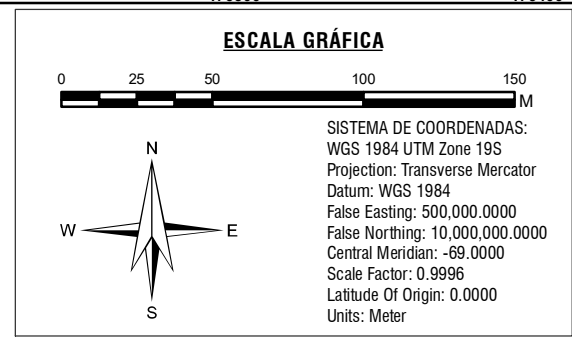 ESCALA GRÁFICA
0 25 50 100 150
M
N
W E
S
SISTEMA DE COORDENADAS:
WGS 1984 UTM Zone 19S
Projection: Transverse Mercator
Datum: WGS 1984
False Easting: 500,000.0000
False Northing: 10,000,000.0000
Central Meridian: -69.0000
Scale Factor: 0.9996
Latitude Of Origin: 0.0000
Units: Meter